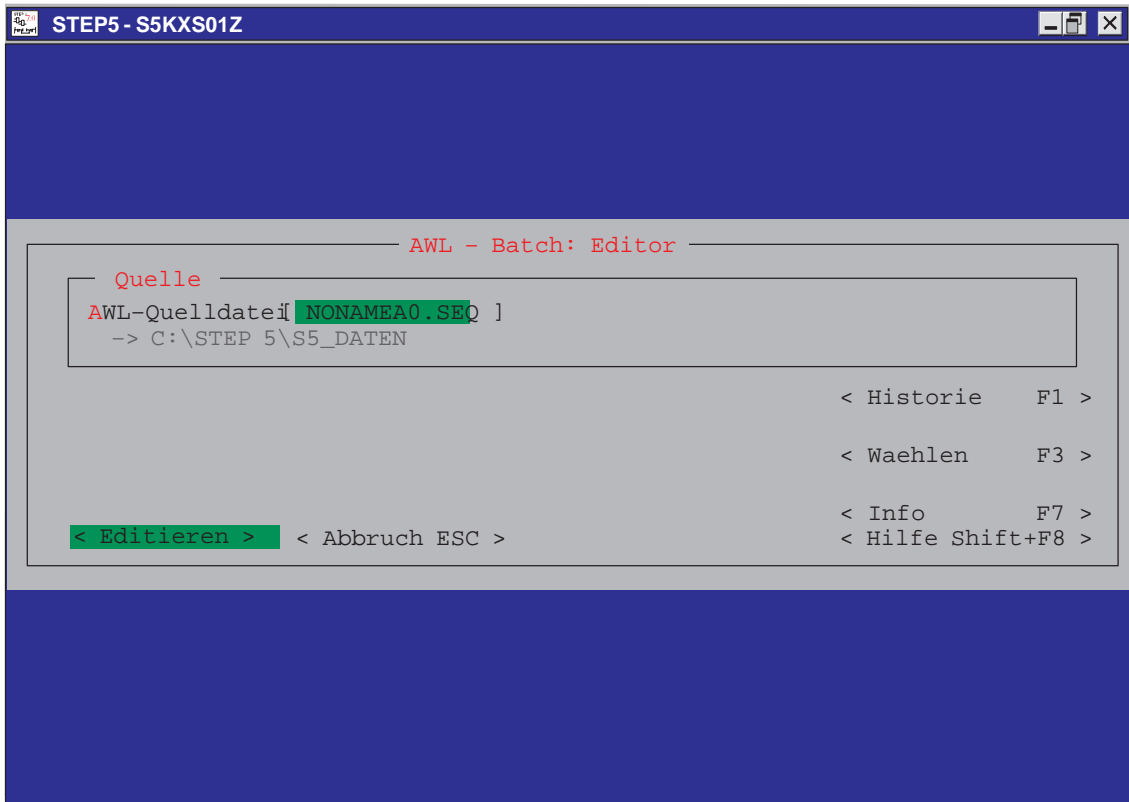 STEP5 - S5KXS01Z
AWL - Batch: Editor
Quelle
AWL-Quelldatei[ NONAMEA0.SEQ ]
-> C:\STEP 5\S5_DATEN
< Historie F1 >
< Waehlen F3 >
< Info F7 >
< Editieren > < Abbruch ESC > < Hilfe Shift+F8 >